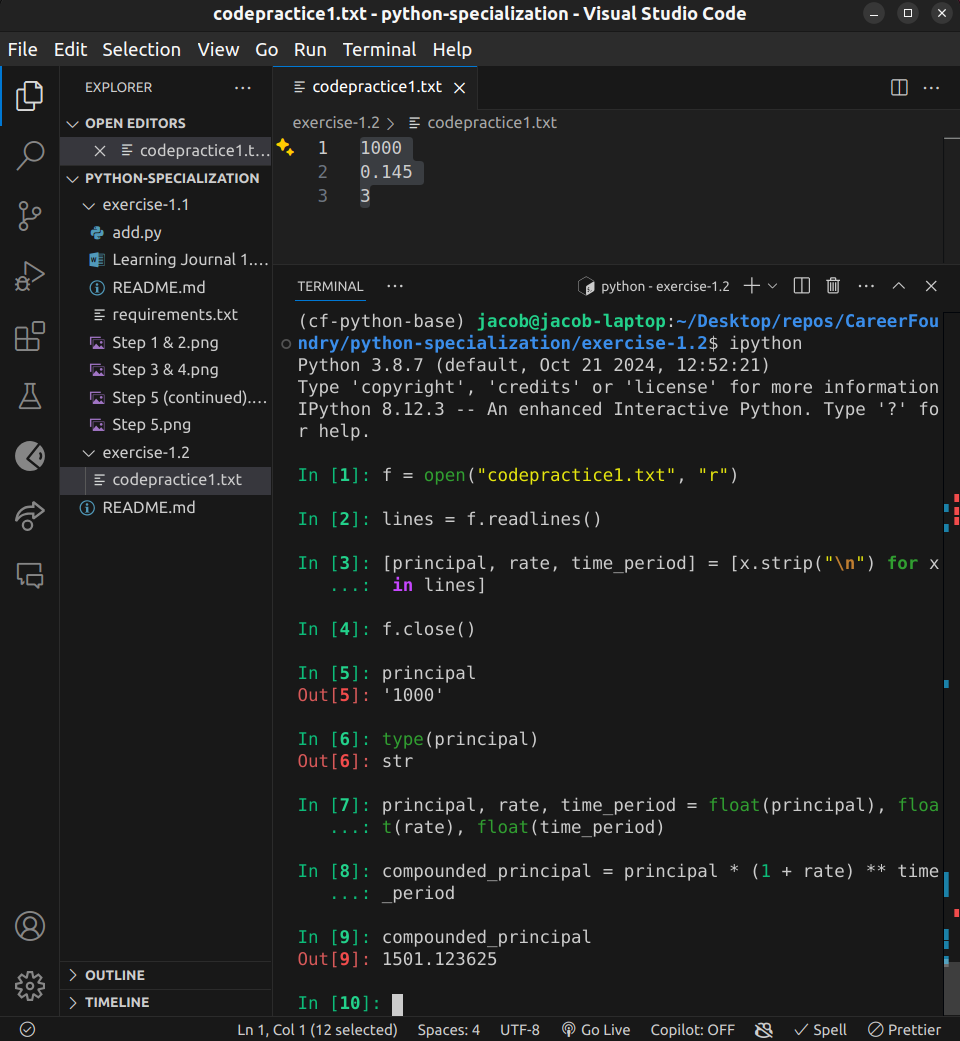 codepractice1.txt - python-specialization - Visual Studio Code
File Edit Selection View Go Run Terminal Help
EXPLORER
OPEN EDITORS
codepractice1.t...
PYTHON-SPECIALIZATION
exercise-1.1
add.py
Learning Journal 1....
README.md
requirements.txt
Step 1 & 2.png
Step 3 & 4.png
Step 5 (continued)....
Step 5.png
exercise-1.2
codepractice1.txt
README.md
OUTLINE
TIMELINE
codepractice1.txt
exercise-1.2 > codepractice1.txt
1 1000
2 0.145
3 3
TERMINAL
python - exercise-1.2
(cf-python-base) jacob@jacob-laptop:~/Desktop/repos/CareerFou
ndry/python-specialization/exercise-1.2$ ipython
Python 3.8.7 (default, Oct 21 2024, 12:52:21)
Type 'copyright', 'credits' or 'license' for more information
IPython 8.12.3 -- An enhanced Interactive Python. Type '?' fo
r help.
In [1]: f = open("codepractice1.txt", "r")
In [2]: lines = f.readlines()
In [3]: [principal, rate, time_period] = [x.strip("\n") for x
...: in lines]
In [4]: f.close()
In [5]: principal
Out[5]: '1000'
In [6]: type(principal)
Out[6]: str
In [7]: principal, rate, time_period = float(principal), floa
...: t(rate), float(time_period)
In [8]: compounded_principal = principal * (1 + rate) ** time
...: _period
In [9]: compounded_principal
Out[9]: 1501.123625
In [10]:
Ln 1, Col 1 (12 selected) Spaces: 4 UTF-8 Go Live Copilot: OFF Spell Prettier